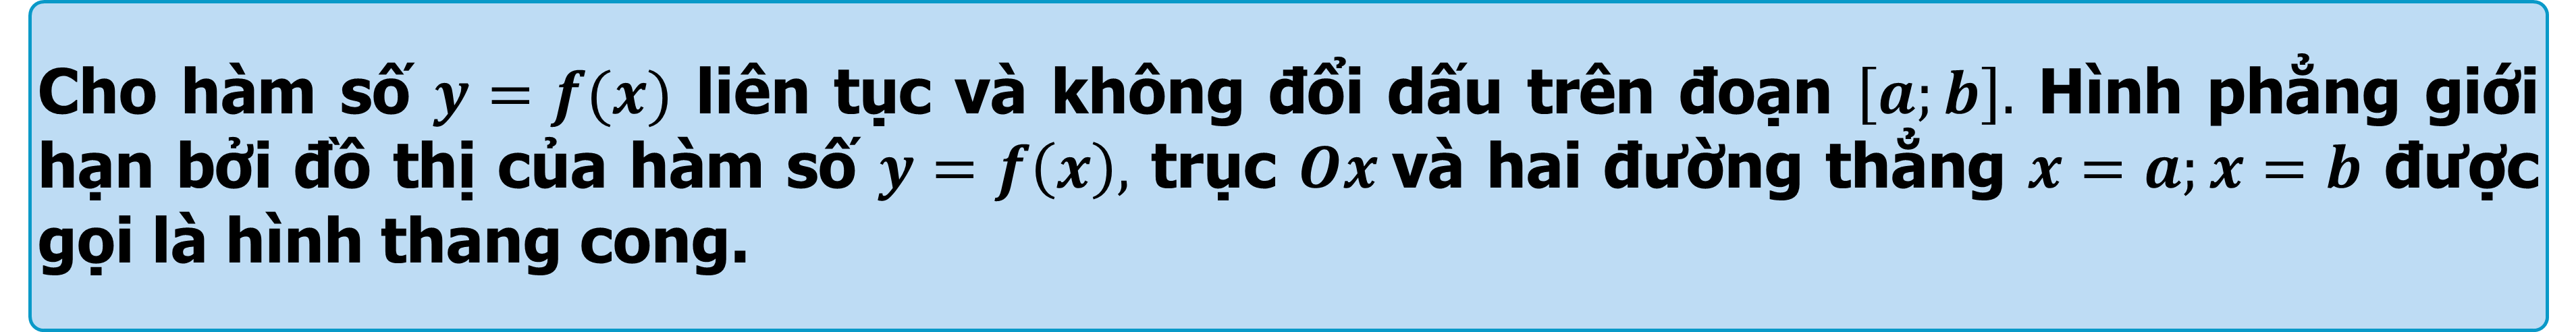 Cho hàm số y = f(x) liên tục và không đổi dấu trên đoạn [a; b]. Hình phẳng giới
hạn bởi đồ thị của hàm số y = f(x), trục Ox và hai đường thẳng x = a; x = b được
gọi là hình thang cong.